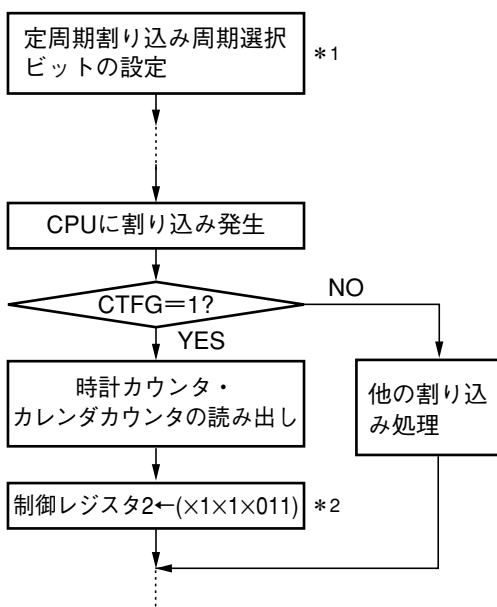 定周期割り込み周期選択
ビットの設定
*1
CPUに割り込み発生
CTFG=1?
NO
YES
時計カウンタ・
カレンダカウンタの読み出し
他の割り込
み処理
制御レジスタ2←(×1×1×011)
*2